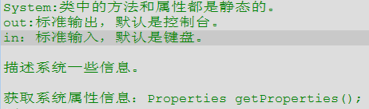 System:类中的方法和属性都是静态的。
out:标准输出，默认是控制台。
in：标准输入，默认是键盘。
描述系统一些信息。
获取系统属性信息：Properties getProperties();